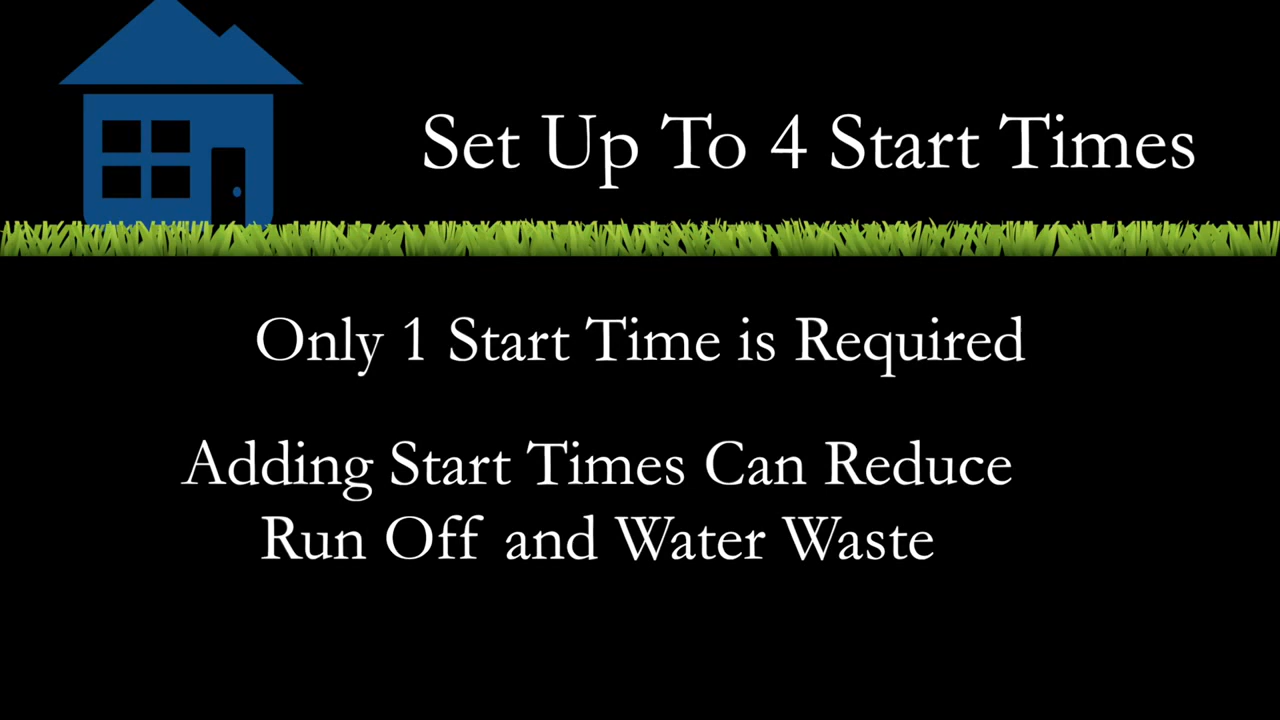 Set Up To 4 Start Times
Only 1 Start Time is Required
Adding Start Times Can Reduce
Run Off and Water Waste